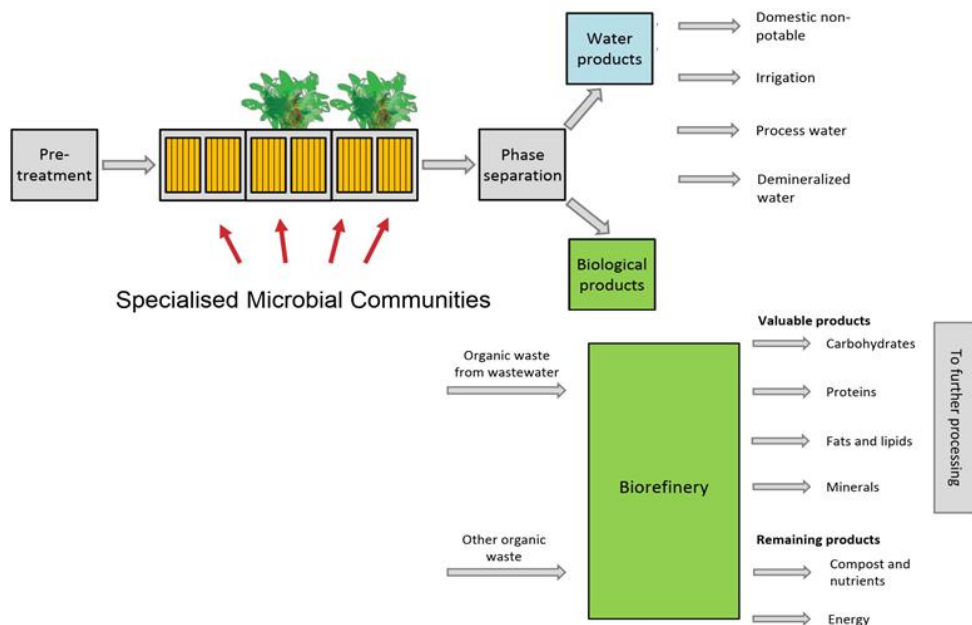 Pre-
treatment
Phase
separation
Water
products
Biological
products
Domestic non-
potable
Irrigation
Process water
Demineralized
water
Specialised Microbial Communities
Organic waste
from wastewater
Other organic
waste
Biorefinery
Valuable products
Carbohydrates
Proteins
Fats and lipids
Minerals
Remaining products
Compost and
nutrients
Energy
To further processing